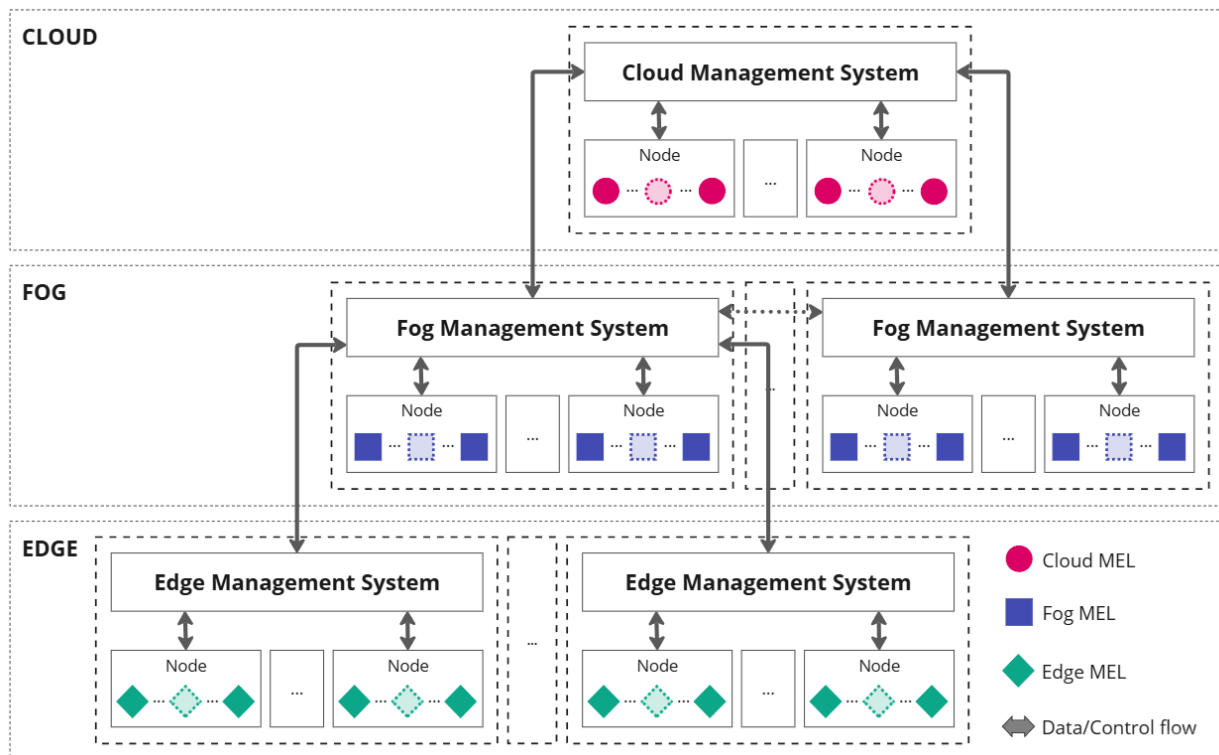 CLOUD
Cloud Management System
Node
...
Node
... ...
... ...
FOG
Fog Management System
Fog Management System
...
Node
...
Node
Node
...
Node
... ...
... ...
... ...
... ...
EDGE
Edge Management System
...
Edge Management System
Node
...
Node
Node
...
Node
... ...
... ...
... ...
... ...
Cloud MEL
Fog MEL
Edge MEL
Data/Control flow